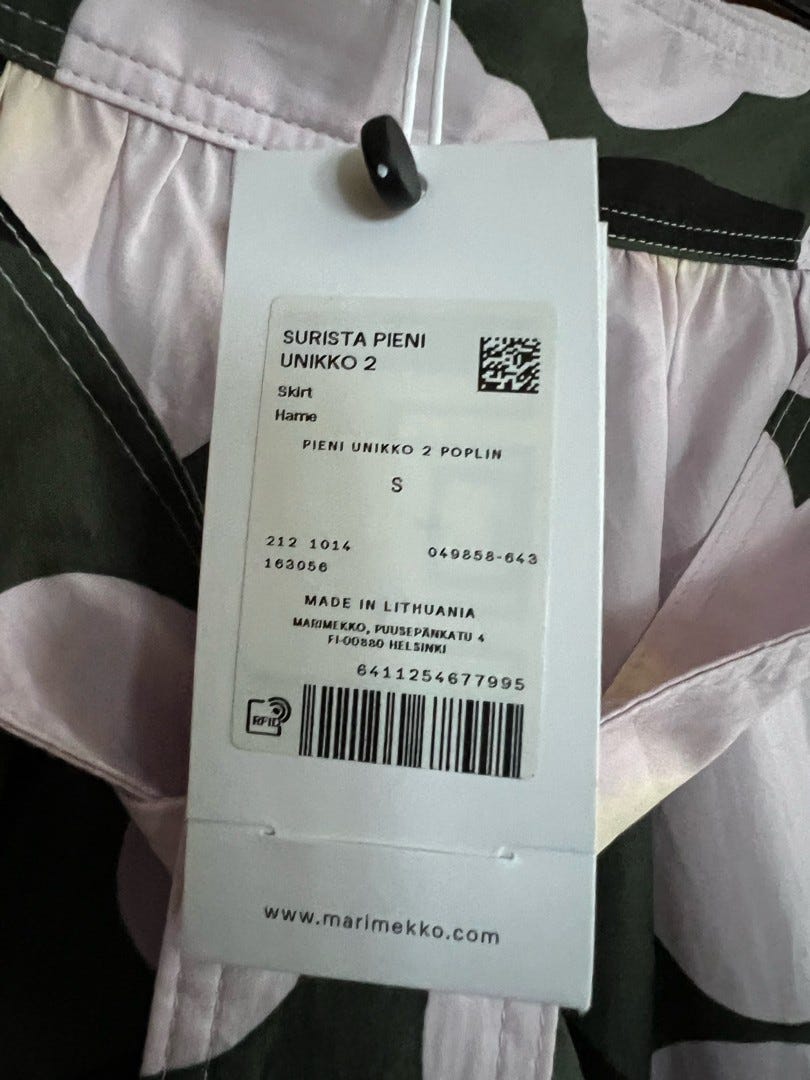 SURISTA PIENI
UNIKKO 2
Skirt
Hame
PIENI UNIKKO 2 POPLIN
S
212 1014
049858-643
163056
MADE IN LITHUANIA
MARIMEKKO, PUUSEPÄNKATU 4
FI-00880 HELSINKI
6411254677995
RFID
www.marimekko.com